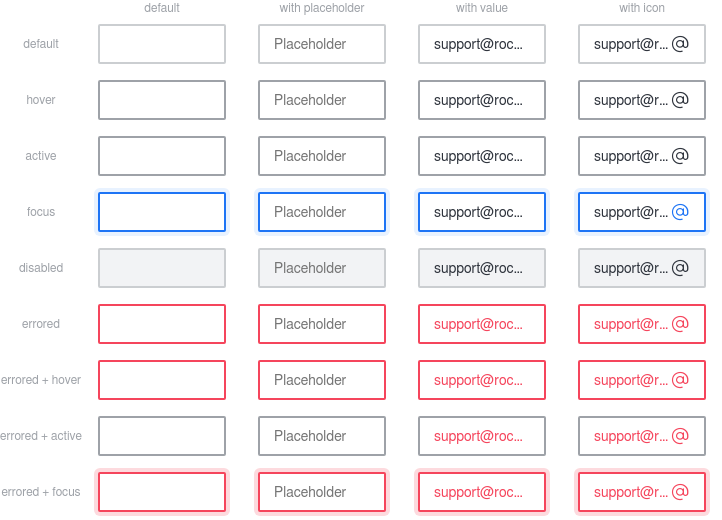 default with placeholder with value with icon
default Placeholder support@roc... support@r... @
hover Placeholder support@roc... support@r... @
active Placeholder support@roc... support@r... @
focus Placeholder support@roc... support@r... @
disabled Placeholder support@roc... support@r... @
errored Placeholder support@roc... support@r... @
errored + hover Placeholder support@roc... support@r... @
errored + active Placeholder support@roc... support@r... @
errored + focus Placeholder support@roc... support@r... @